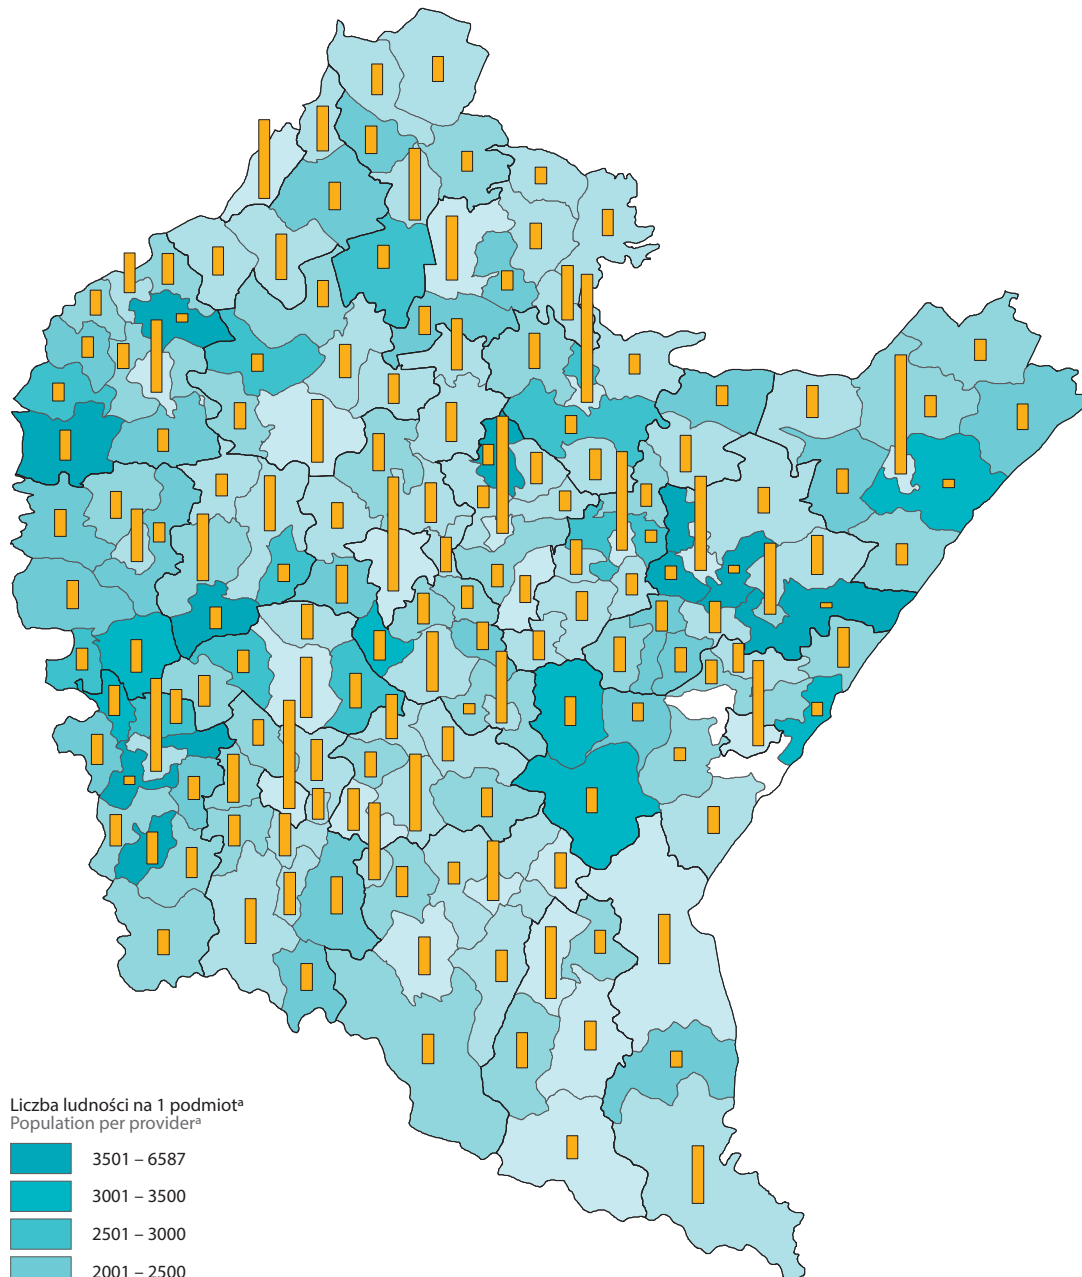 Liczba ludności na 1 podmiotᵃ
Population per providerᵃ
3501 – 6587
3001 – 3500
2501 – 3000
2001 – 2500